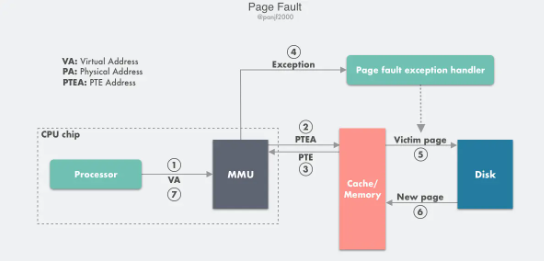 Page Fault
@panjf2000
VA: Virtual Address
PA: Physical Address
PTEA: PTE Address
4
Exception
Page fault exception handler
CPU chip
Processor
1
VA
7
MMU
2
PTEA
PTE
3
Cache/
Memory
Victim page
5
New page
6
Disk